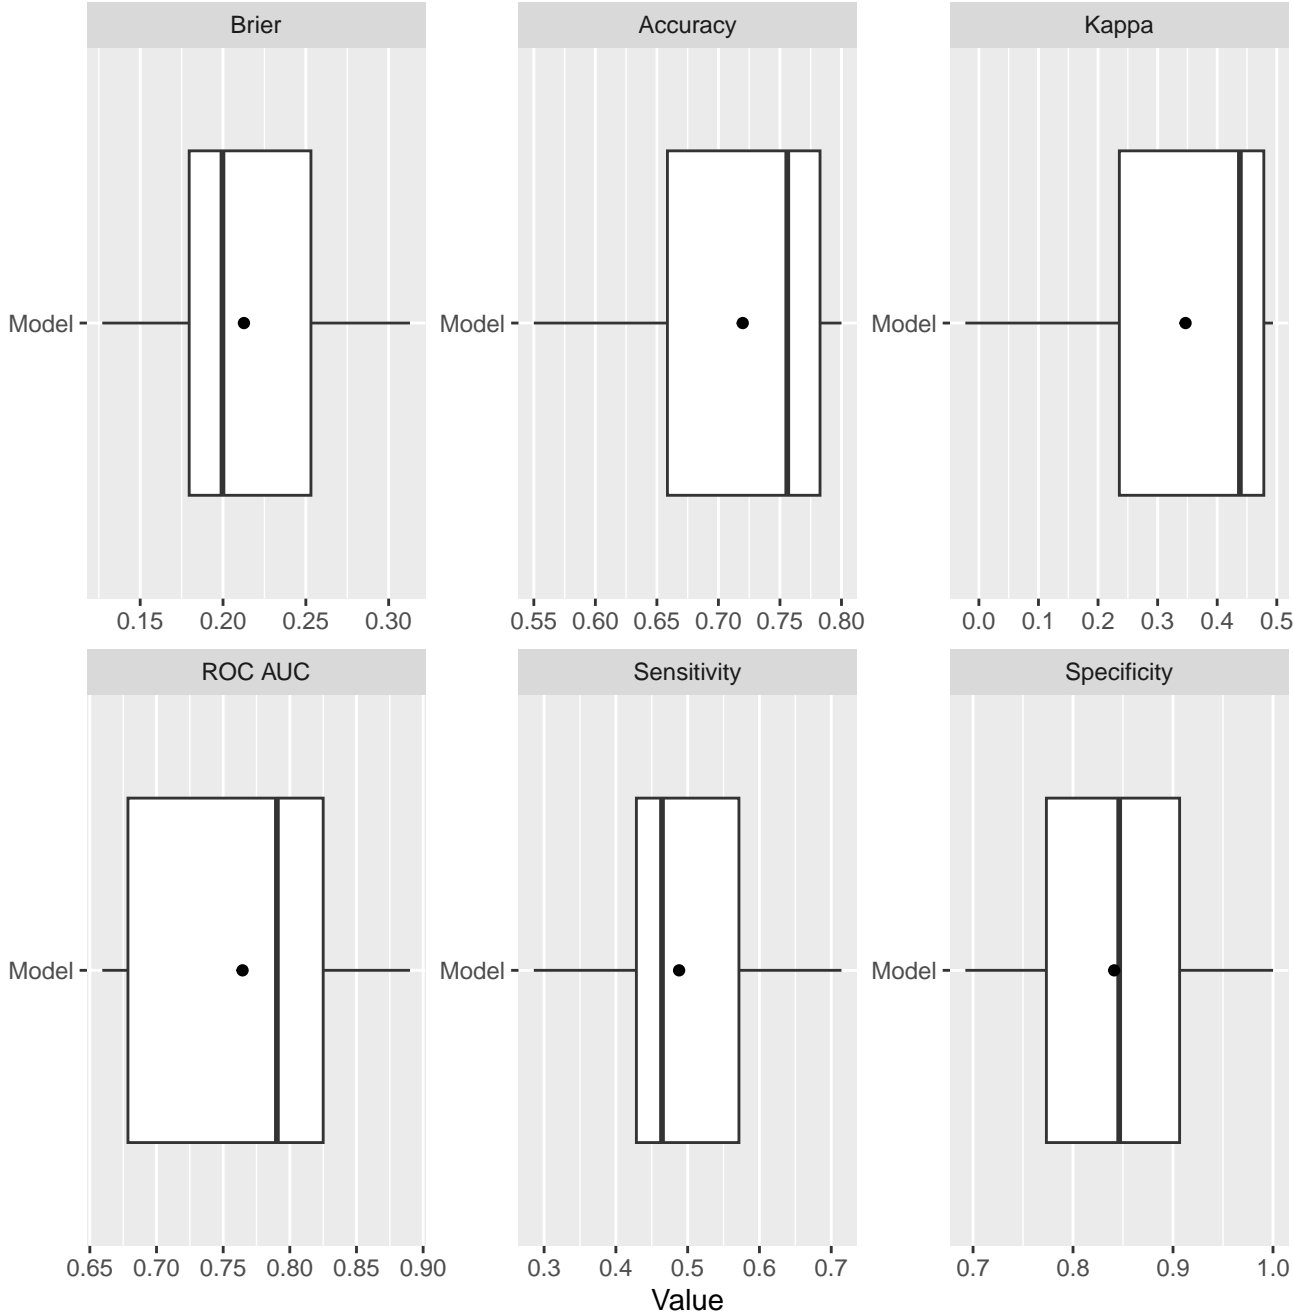 Brier Accuracy Kappa
Model Model Model
0.15 0.20 0.25 0.30 0.55 0.60 0.65 0.70 0.75 0.80 0.0 0.1 0.2 0.3 0.4 0.5
ROC AUC Sensitivity Specificity
Model Model Model
0.65 0.70 0.75 0.80 0.85 0.90 0.3 0.4 0.5 0.6 0.7 0.7 0.8 0.9 1.0
Value